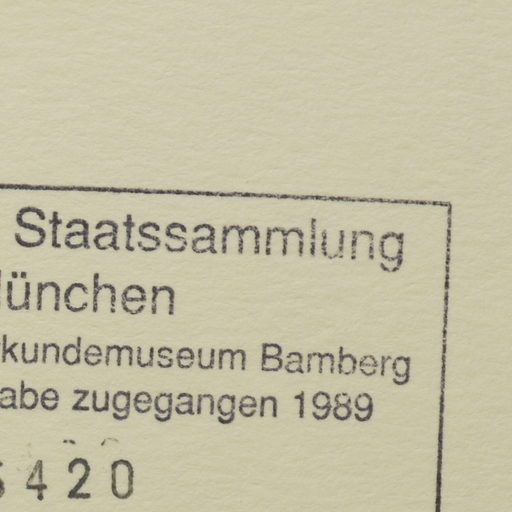 Staatssammlung
ünchen
kundemuseum Bamberg
abe zugegangen 1989
420